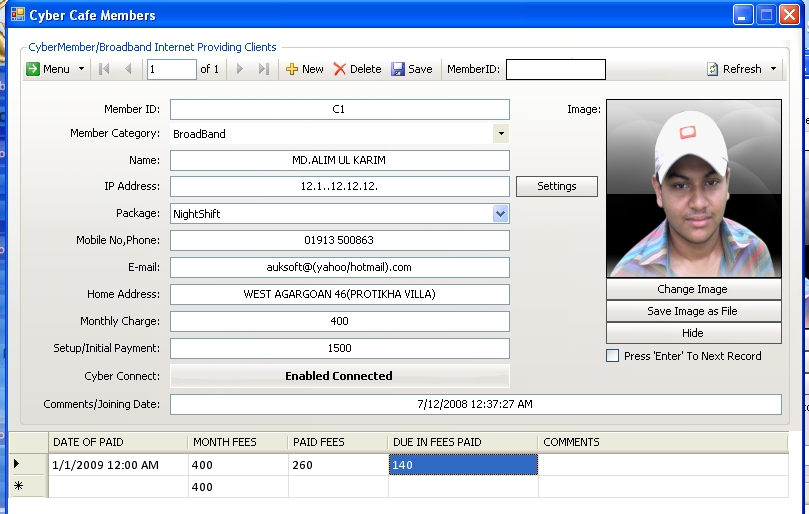 Cyber Cafe Members
CyberMember/Broadband Internet Providing Clients
Menu 1 of 1 New Delete Save MemberID: Refresh
Member ID: C1 Image:
Member Category: BroadBand
Name: MD.ALIM UL KARIM
IP Address: 12.1..12.12.12. Settings
Package: NightShift
Mobile No,Phone: 01913 500863
E-mail: auksoft@(yahoo/hotmail).com
Home Address: WEST AGARGOAN 46(PROTIKHA VILLA)
Monthly Charge: 400
Setup/Initial Payment: 1500
Cyber Connect: Enabled Connected
Comments/Joining Date: 7/12/2008 12:37:27 AM
Change Image
Save Image as File
Hide
Press 'Enter' To Next Record
DATE OF PAID MONTH FEES PAID FEES DUE IN FEES PAID COMMENTS
1/1/2009 12:00 AM 400 260 140
400